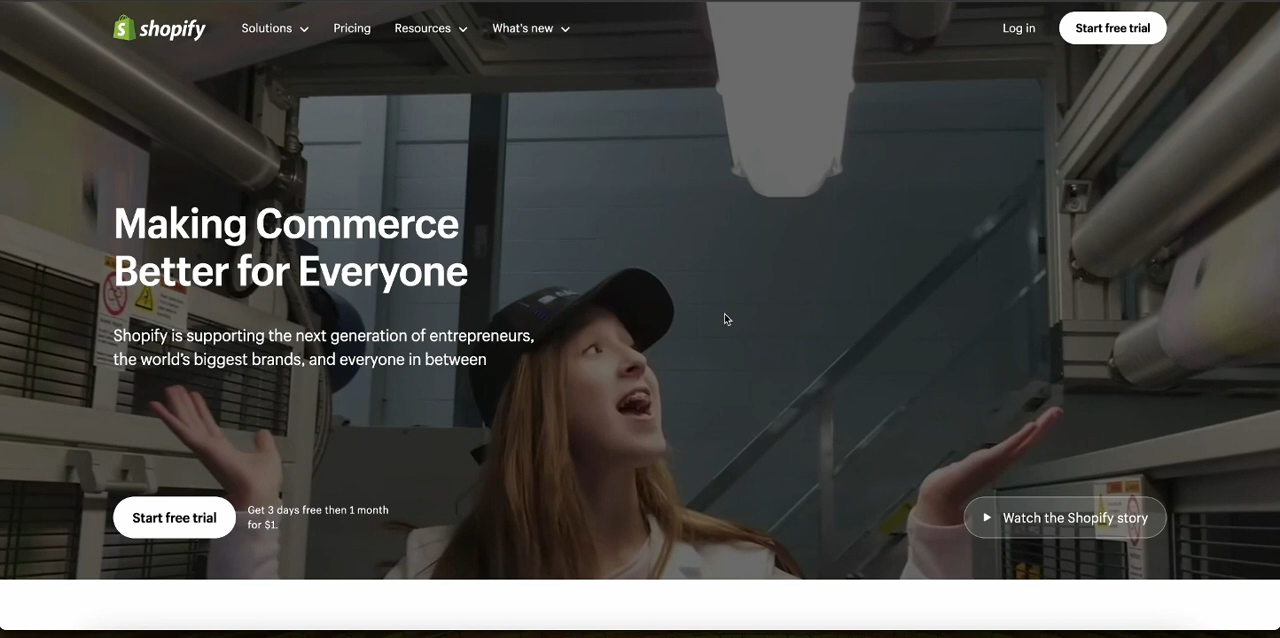 shopify
Solutions
Pricing
Resources
What's new
Log in
Start free trial
Making Commerce
Better for Everyone
Shopify is supporting the next generation of entrepreneurs,
the world's biggest brands, and everyone in between
Start free trial
Get 3 days free then 1 month
for $1.
Watch the Shopify story